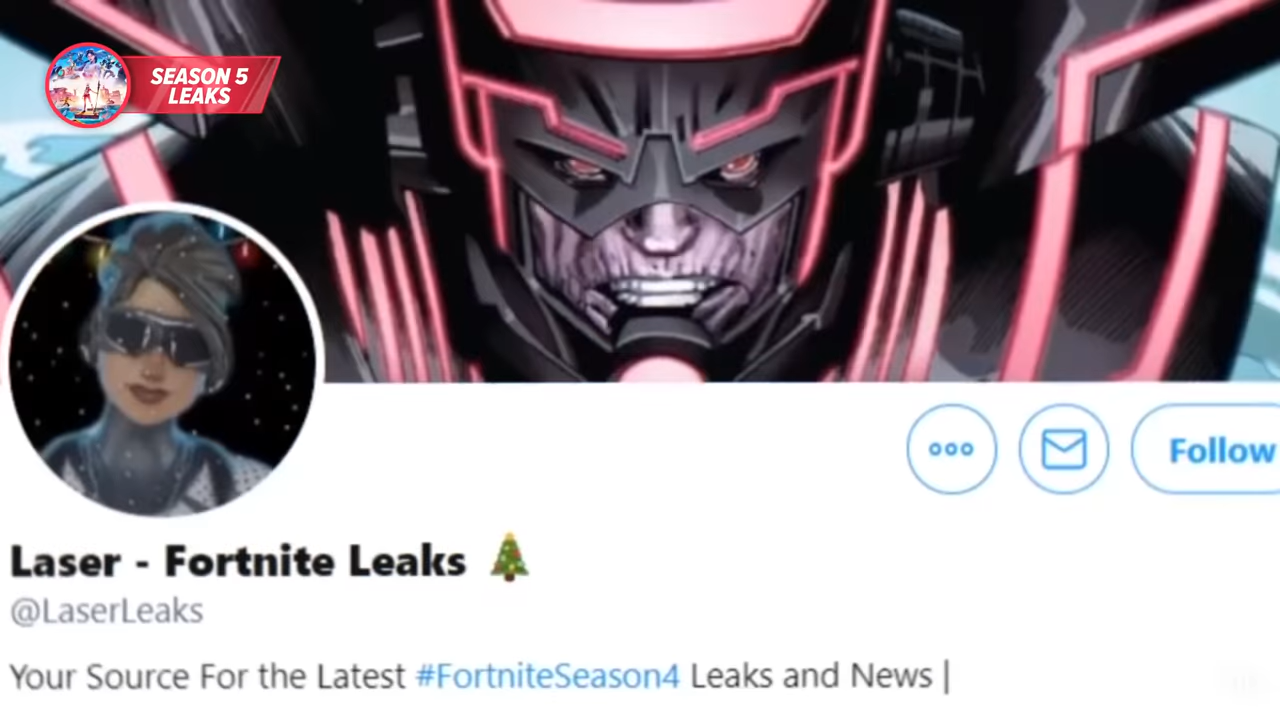 SEASON 5
LEAKS
Follow
Laser - Fortnite Leaks 🎄
@LaserLeaks
Your Source For the Latest #FortniteSeason4 Leaks and News |